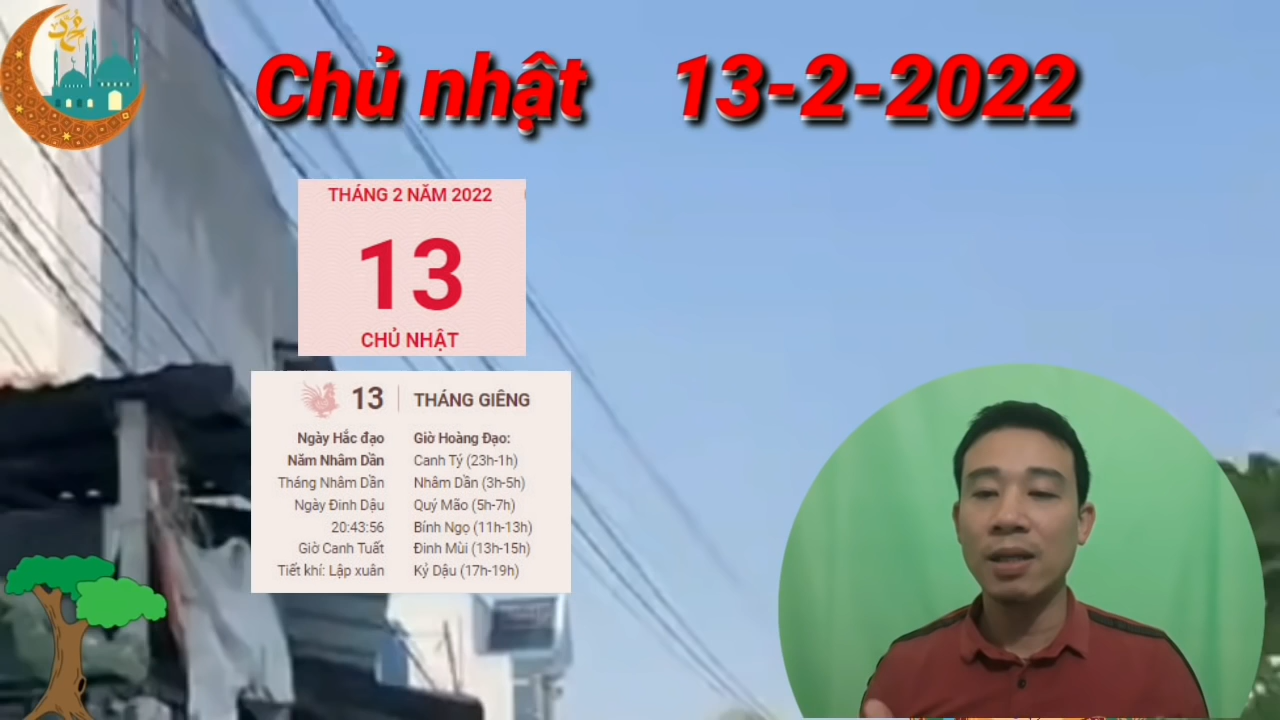 Chủ nhật 13-2-2022
THÁNG 2 NĂM 2022
13
CHỦ NHẬT
13 THÁNG GIÊNG
Ngày Hắc đạo
Năm Nhâm Dần
Tháng Nhâm Dần
Ngày Đinh Dậu
20:43:56
Giờ Canh Tuất
Tiết khí: Lập xuân
Giờ Hoàng Đạo:
Canh Tý (23h-1h)
Nhâm Dần (3h-5h)
Quý Mão (5h-7h)
Bính Ngọ (11h-13h)
Đinh Mùi (13h-15h)
Kỷ Dậu (17h-19h)